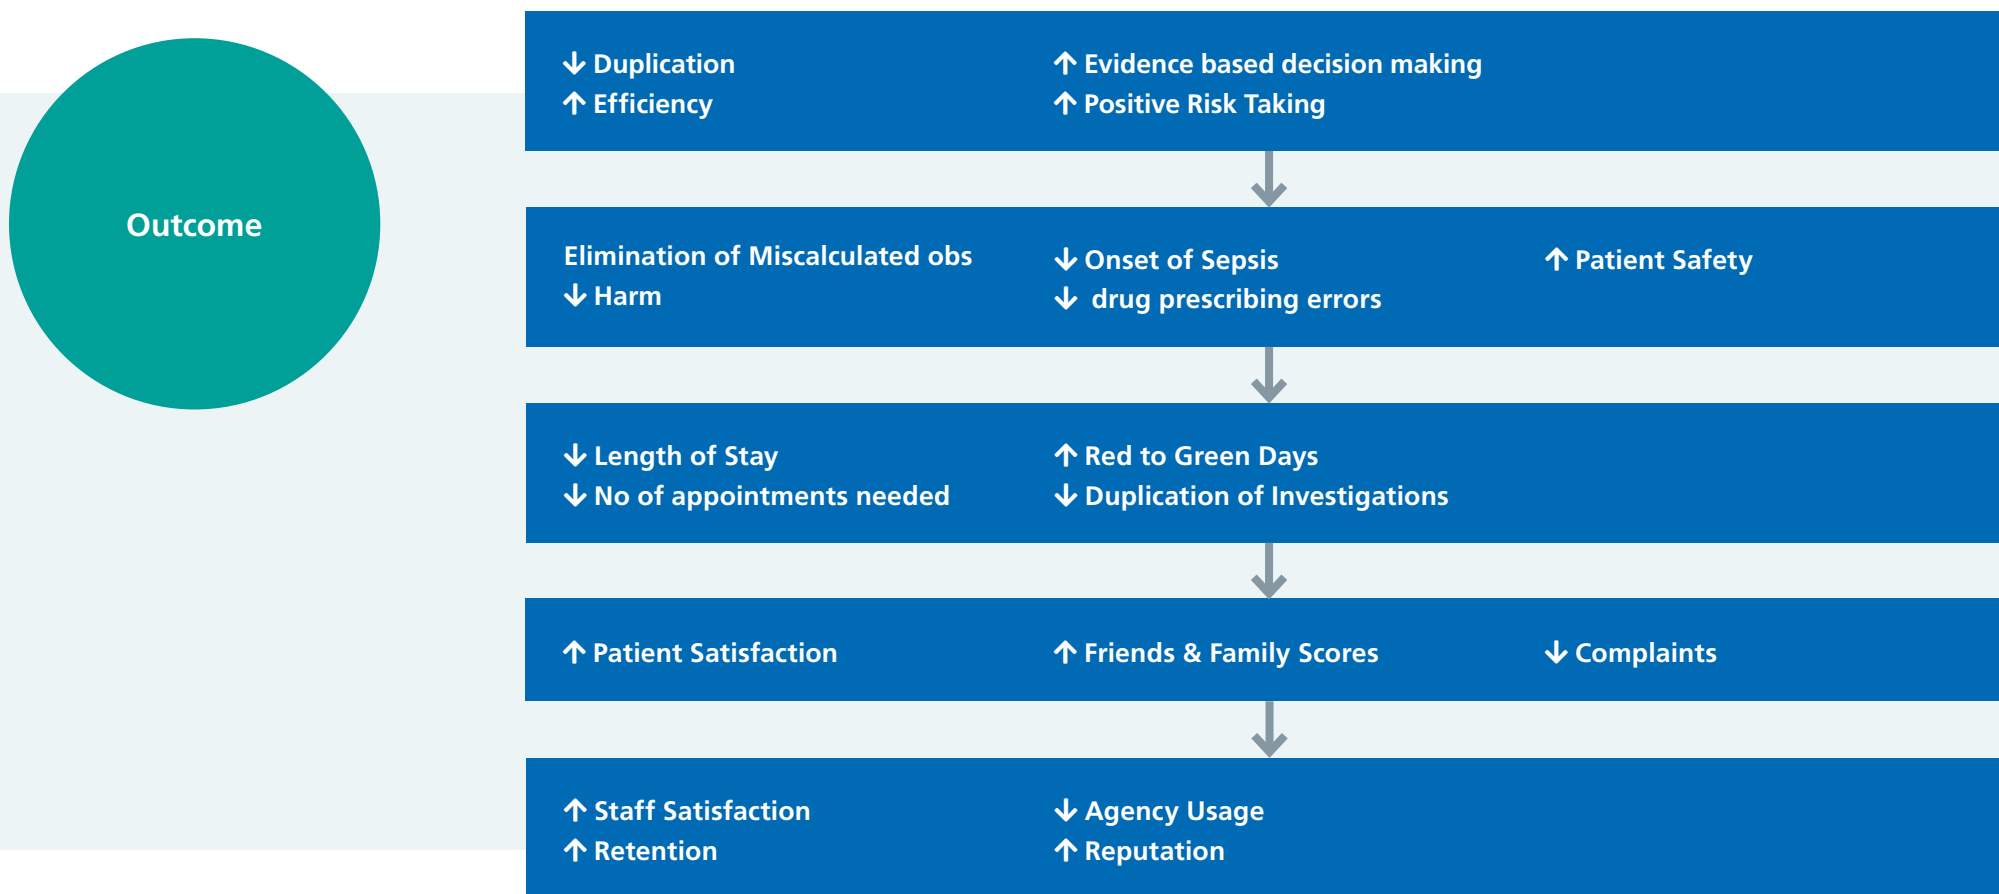 Outcome
↓ Duplication
↑ Efficiency
↑ Evidence based decision making
↑ Positive Risk Taking
Elimination of Miscalculated obs
↓ Harm
↓ Onset of Sepsis
↓ drug prescribing errors
↑ Patient Safety
↓ Length of Stay
↓ No of appointments needed
↑ Red to Green Days
↓ Duplication of Investigations
↑ Patient Satisfaction
↑ Friends & Family Scores
↓ Complaints
↑ Staff Satisfaction
↑ Retention
↓ Agency Usage
↑ Reputation